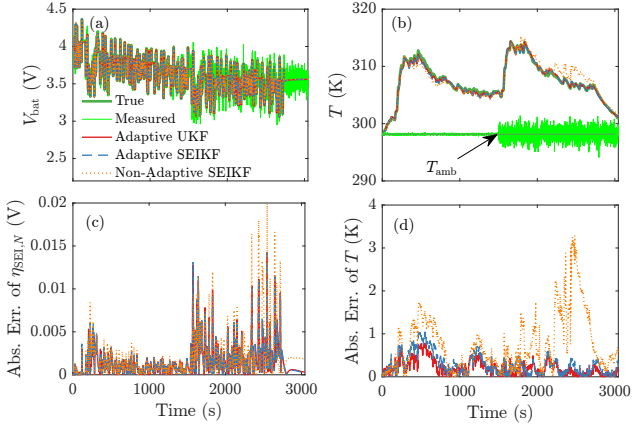 (a)
4.5
4
3.5
3
2.2
V_bat (V)
True
Measured
Adaptive UKF
Adaptive SEIKF
Non-Adaptive SEIKF
(b)
320
310
300
290
T (K)
T_amb
(c)
0.02
0.015
0.01
0.005
0
Abs. Err. of η_SEI,N (V)
0 1000 2000 3000
Time (s)
(d)
4
3
2
1
0
Abs. Err. of T (K)
0 1000 2000 3000
Time (s)